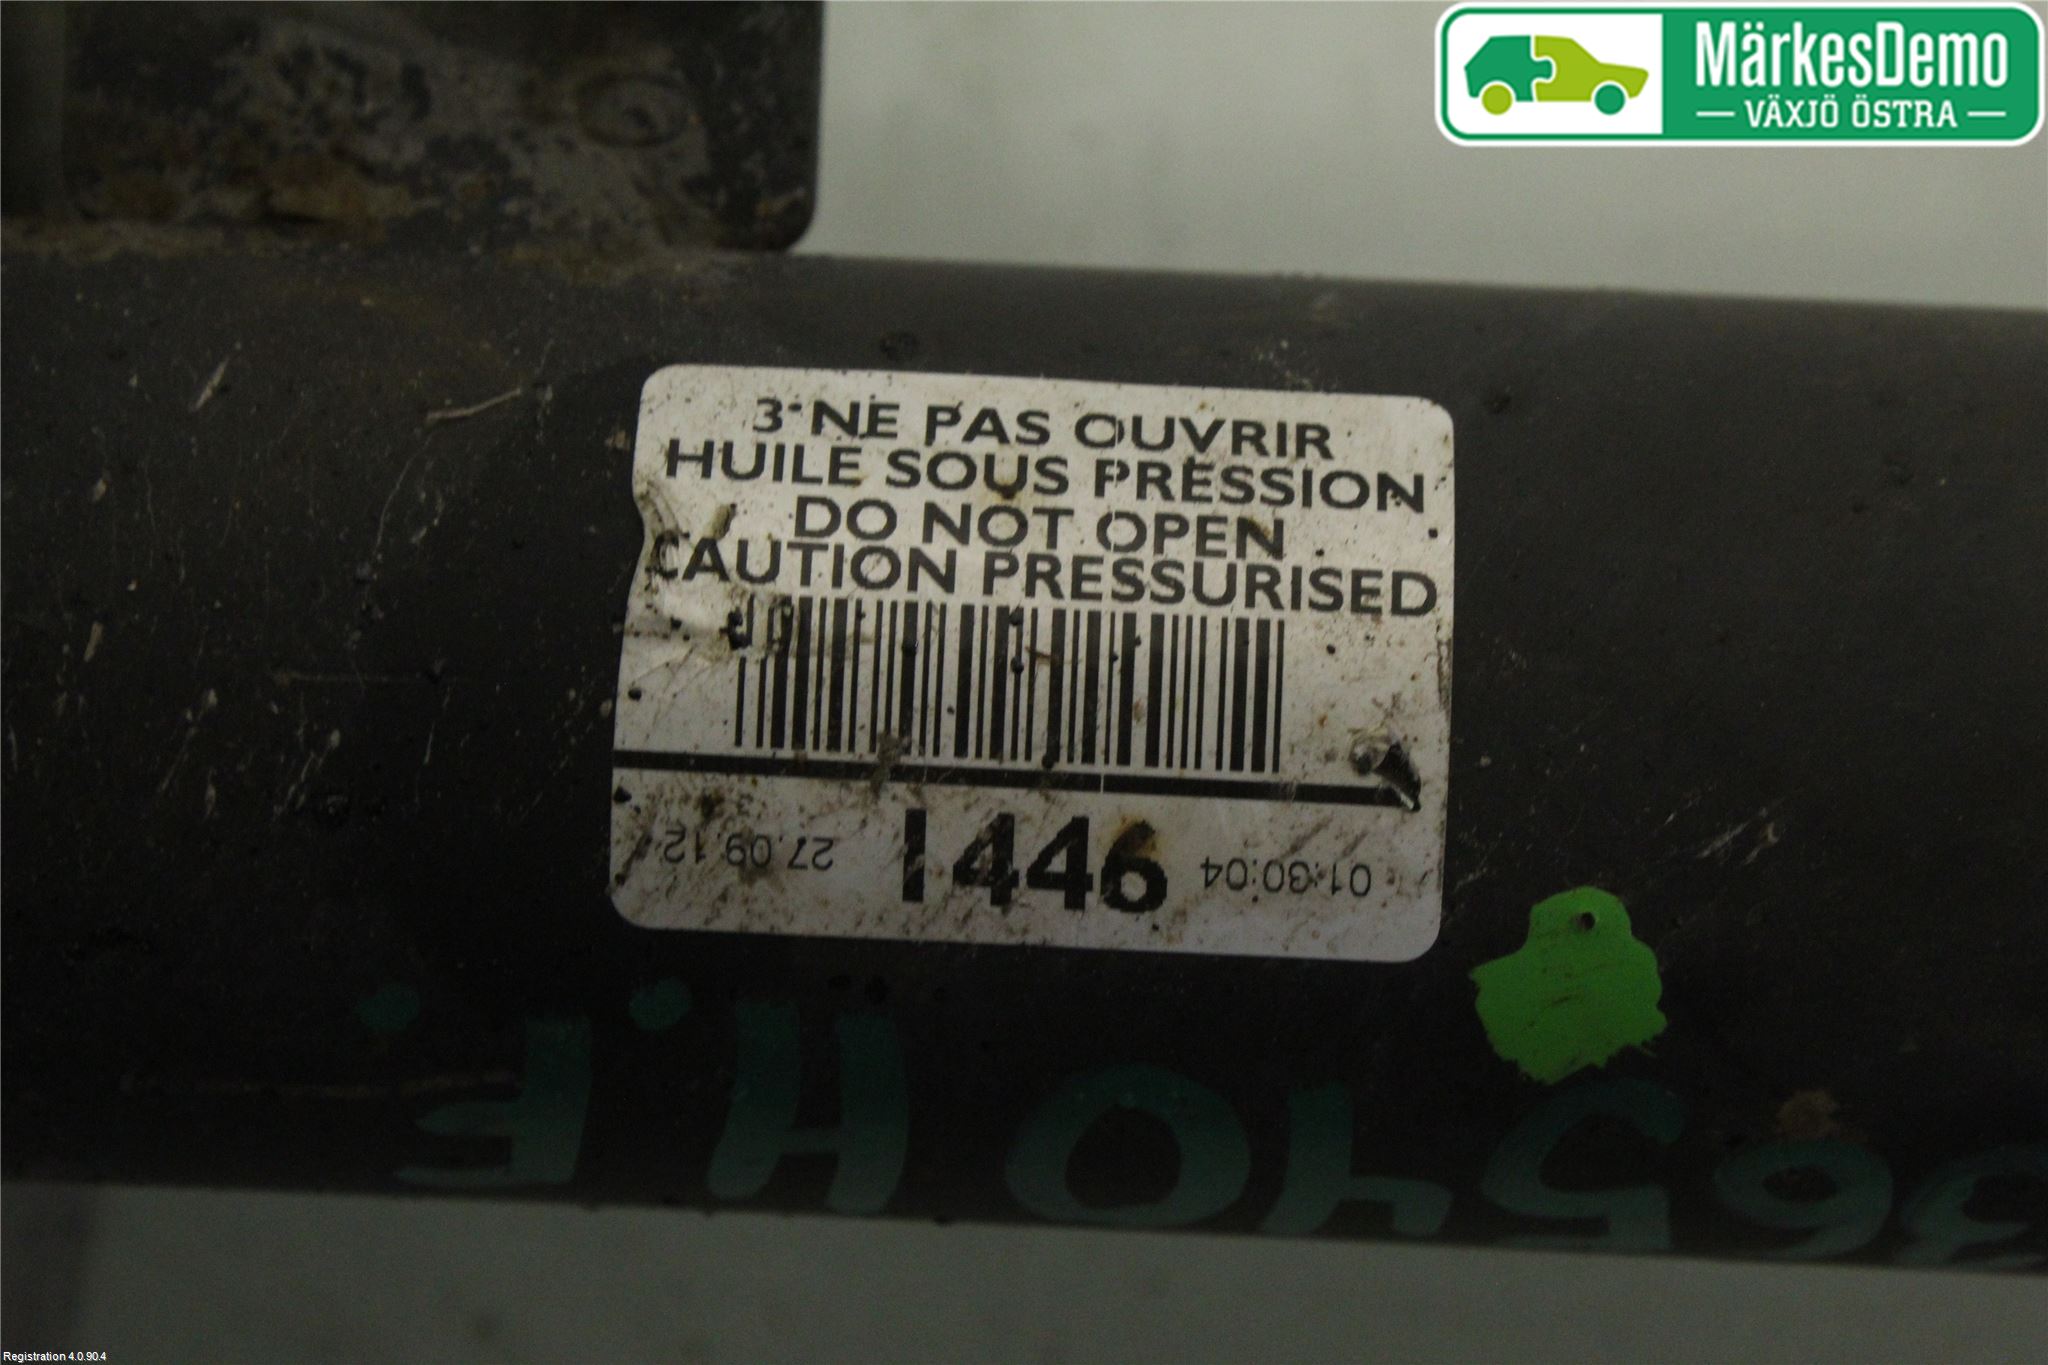 MärkesDemo
VÄXJÖ ÖSTRA
3 NE PAS OUVRIR
HUILE SOUS PRESSION
DO NOT OPEN
CAUTION PRESSURISED
1446
01:30:04
27.09.12
36540 H.F.
Registration 4.0.90.4